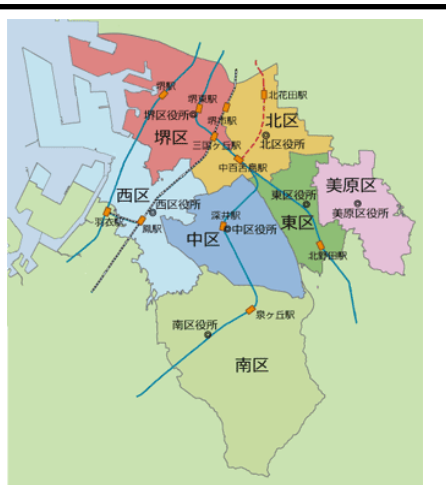 堺駅
堺東駅
北花田駅
堺区役所
堺市駅
北区
堺区
三国ヶ丘駅
北区役所
中百舌鳥駅
美原区
西区
東区役所
西区役所
深井駅
美原区役所
羽衣駅
鳳駅
中区
中区役所
東区
北野田駅
泉ヶ丘駅
南区役所
南区